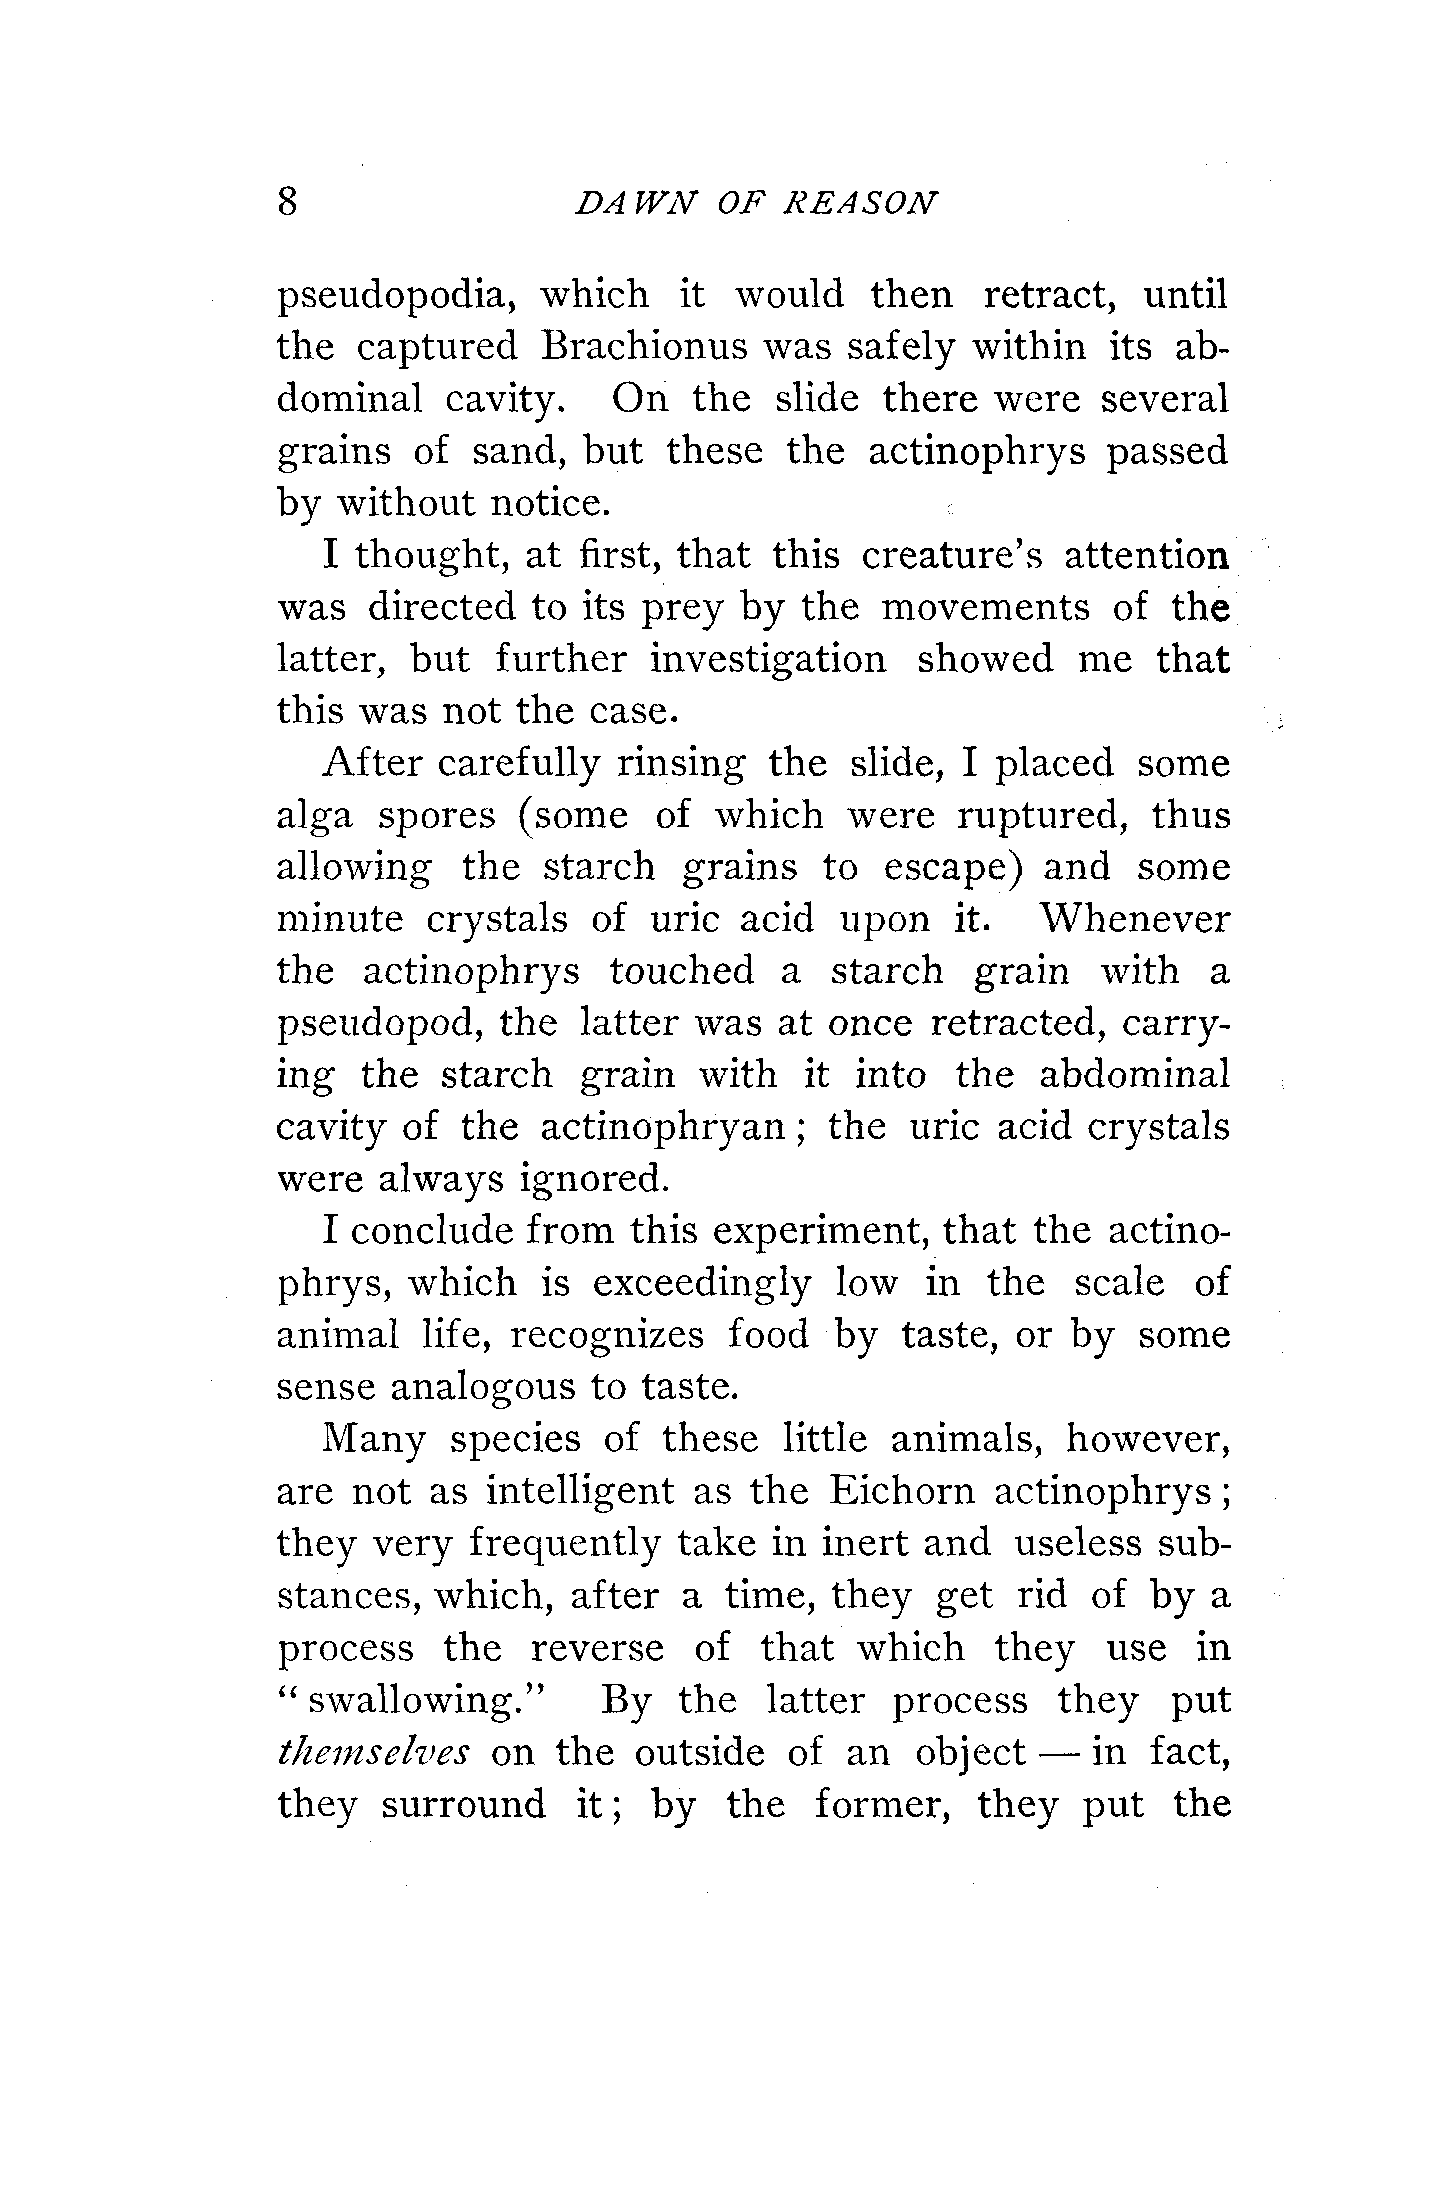 8 DAWN OF REASON
pseudopodia, which it would then retract, until
the captured Brachionus was safely within its ab-
dominal cavity. On the slide there were several
grains of sand, but these the actinophrys passed
by without notice.
I thought, at first, that this creature's attention
was directed to its prey by the movements of the
latter, but further investigation showed me that
this was not the case.
After carefully rinsing the slide, I placed some
alga spores (some of which were ruptured, thus
allowing the starch grains to escape) and some
minute crystals of uric acid upon it. Whenever
the actinophrys touched a starch grain with a
pseudopod, the latter was at once retracted, carry-
ing the starch grain with it into the abdominal
cavity of the actinophryan; the uric acid crystals
were always ignored.
I conclude from this experiment, that the actino-
phrys, which is exceedingly low in the scale of
animal life, recognizes food by taste, or by some
sense analogous to taste.
Many species of these little animals, however,
are not as intelligent as the Eichorn actinophrys;
they very frequently take in inert and useless sub-
stances, which, after a time, they get rid of by a
process the reverse of that which they use in
"swallowing." By the latter process they put
themselves on the outside of an object — in fact,
they surround it; by the former, they put the